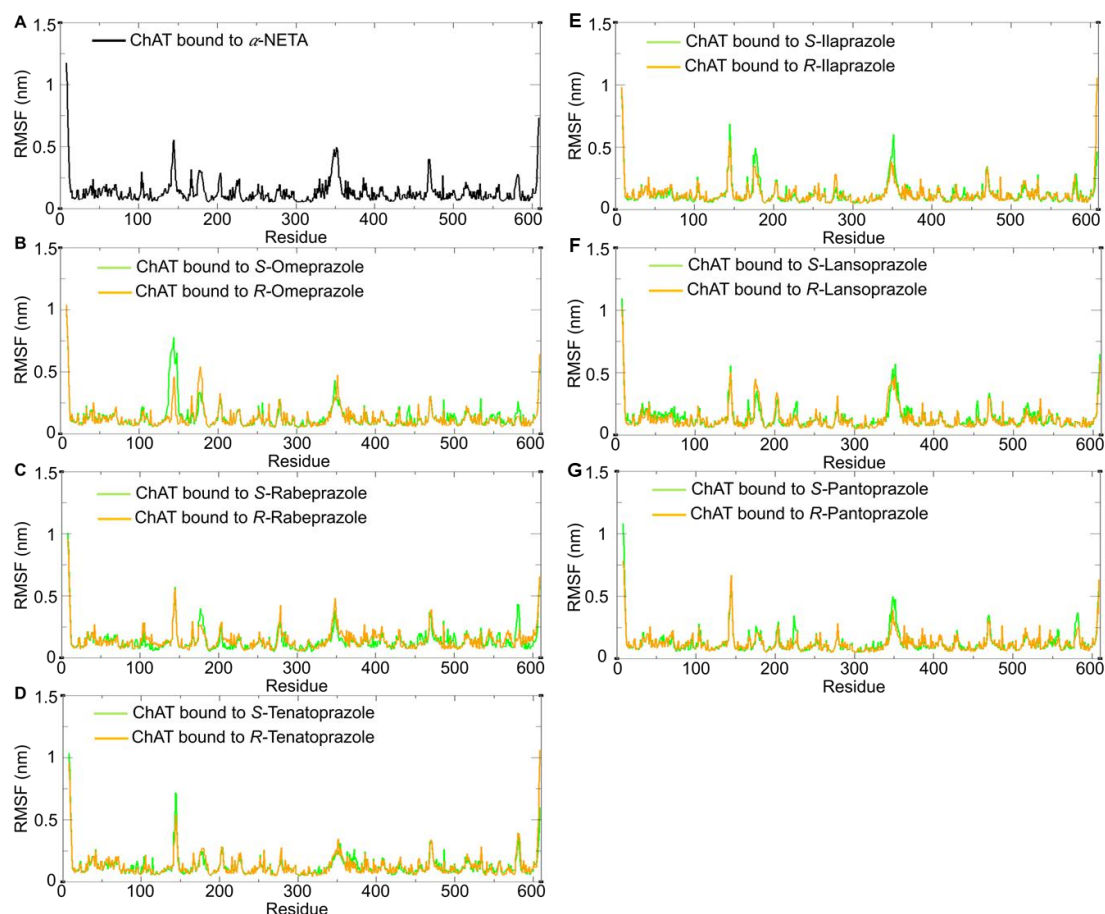 A
1.5
1
0.5
0
RMSF (nm)
ChAT bound to α-NETA
0 100 200 300 400 500 600
Residue
B
1.5
1
0.5
0
RMSF (nm)
ChAT bound to S-Omeprazole
ChAT bound to R-Omeprazole
0 100 200 300 400 500 600
Residue
C
1.5
1
0.5
0
RMSF (nm)
ChAT bound to S-Rabeprazole
ChAT bound to R-Rabeprazole
0 100 200 300 400 500 600
Residue
D
1.5
1
0.5
0
RMSF (nm)
ChAT bound to S-Tenatoprazole
ChAT bound to R-Tenatoprazole
0 100 200 300 400 500 600
Residue
E
1.5
1
0.5
0
RMSF (nm)
ChAT bound to S-Ilaprazole
ChAT bound to R-Ilaprazole
0 100 200 300 400 500 600
Residue
F
1.5
1
0.5
0
RMSF (nm)
ChAT bound to S-Lansoprazole
ChAT bound to R-Lansoprazole
0 100 200 300 400 500 600
Residue
G
1.5
1
0.5
0
RMSF (nm)
ChAT bound to S-Pantoprazole
ChAT bound to R-Pantoprazole
0 100 200 300 400 500 600
Residue